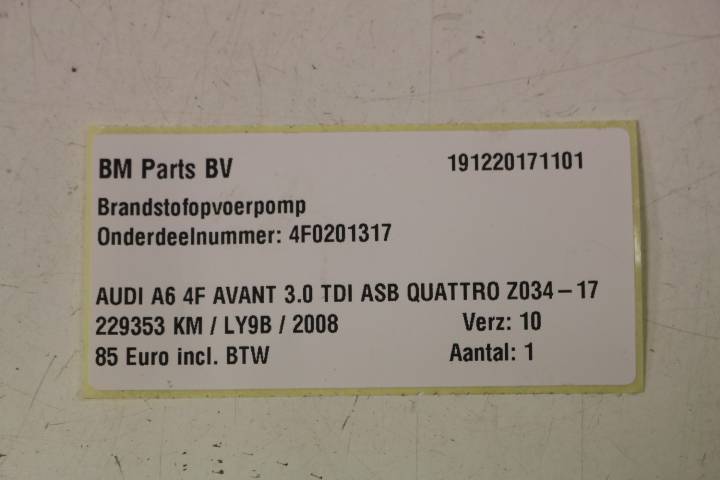 BM Parts BV 191220171101
Brandstofopvoerpomp
Onderdeelnummer: 4F0201317
AUDI A6 4F AVANT 3.0 TDI ASB QUATTRO Z034-17
229353 KM / LY9B / 2008 Verz: 10
85 Euro incl. BTW Aantal: 1